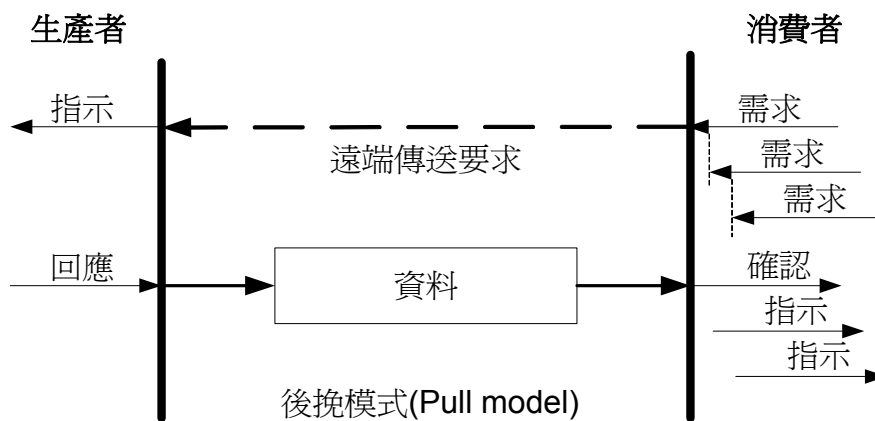 生產者
消費者
指示
需求
遠端傳送要求
需求
需求
回應
資料
確認
指示
指示
後挽模式(Pull model)